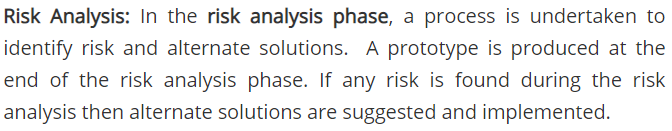 Risk Analysis: In the risk analysis phase, a process is undertaken to
identify risk and alternate solutions.  A prototype is produced at the
end of the risk analysis phase. If any risk is found during the risk
analysis then alternate solutions are suggested and implemented.